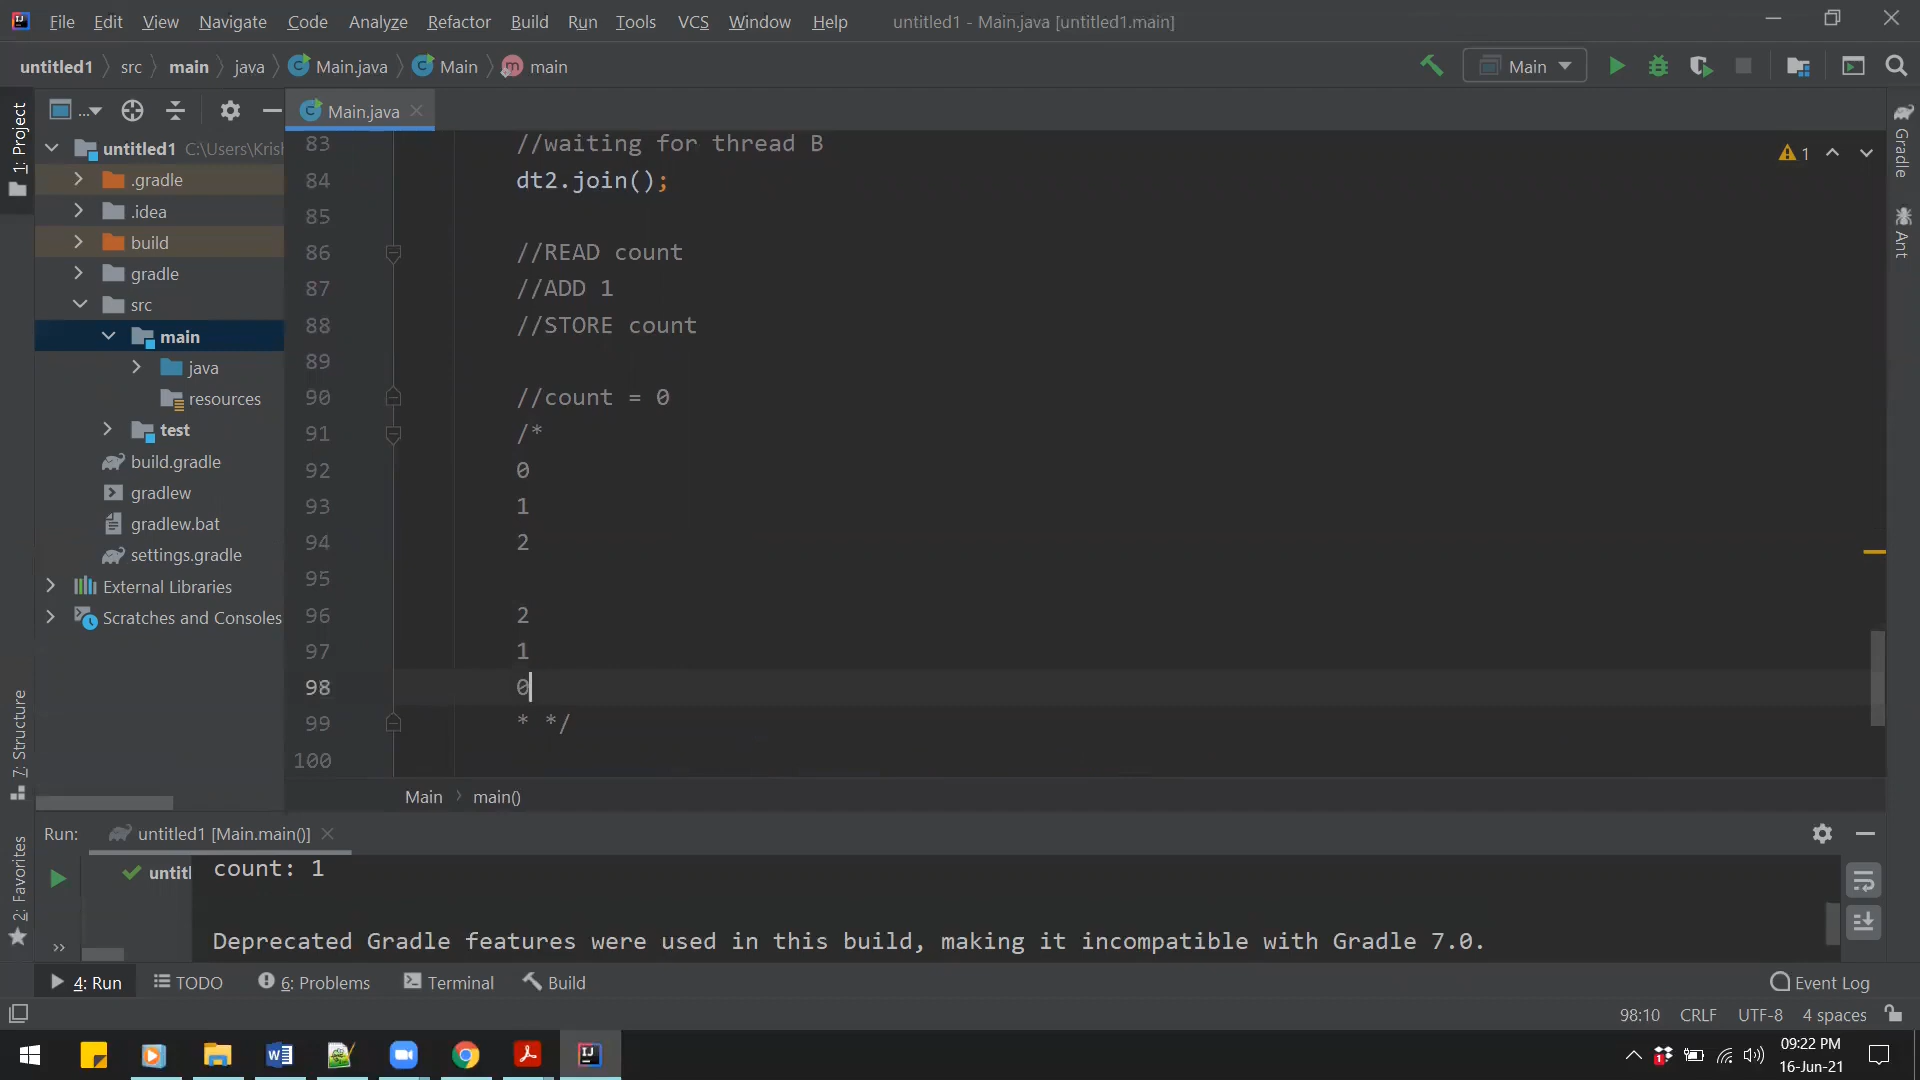 File Edit View Navigate Code Analyze Refactor Build Run Tools VCS Window Help untitled1 - Main.java [untitled1.main]
untitled1 src main java Main.java Main main Main
1: Project
... Main.java
untitled1 C:\Users\Krish
.gradle
.idea
build
gradle
src
main
java
resources
test
build.gradle
gradlew
gradlew.bat
settings.gradle
External Libraries
Scratches and Consoles
83 //waiting for thread B
84 dt2.join();
85
86 //READ count
87 //ADD 1
88 //STORE count
89
90 //count = 0
91 /*
92 0
93 1
94 2
95
96 2
97 1
98 0
99 * */
100
1
Gradle
Ant
Main main()
7: Structure
2: Favorites
Run: untitled1 [Main.main()]
untitl
count: 1
Deprecated Gradle features were used in this build, making it incompatible with Gradle 7.0.
4: Run TODO 6: Problems Terminal Build Event Log
98:10 CRLF UTF-8 4 spaces
09:22 PM
16-Jun-21